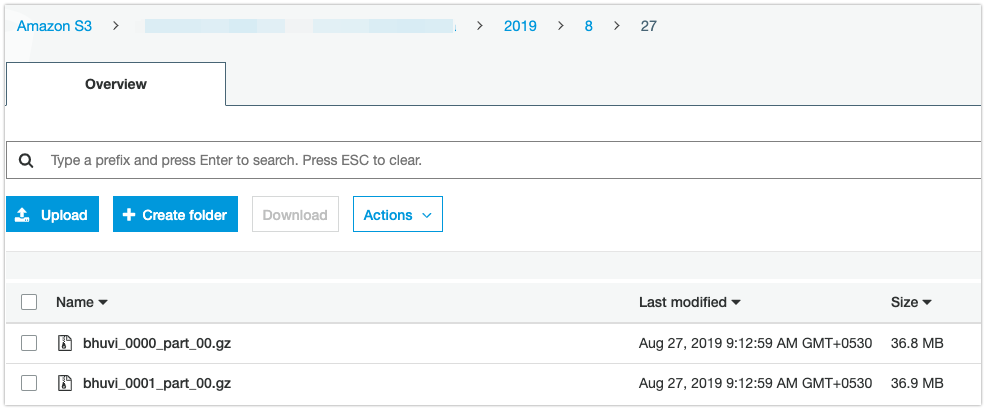 Amazon S3 > > 2019 > 8 > 27
Overview
Type a prefix and press Enter to search. Press ESC to clear.
Upload Create folder Download Actions
Name Last modified Size
bhuvi_0000_part_00.gz Aug 27, 2019 9:12:59 AM GMT+0530 36.8 MB
bhuvi_0001_part_00.gz Aug 27, 2019 9:12:59 AM GMT+0530 36.9 MB